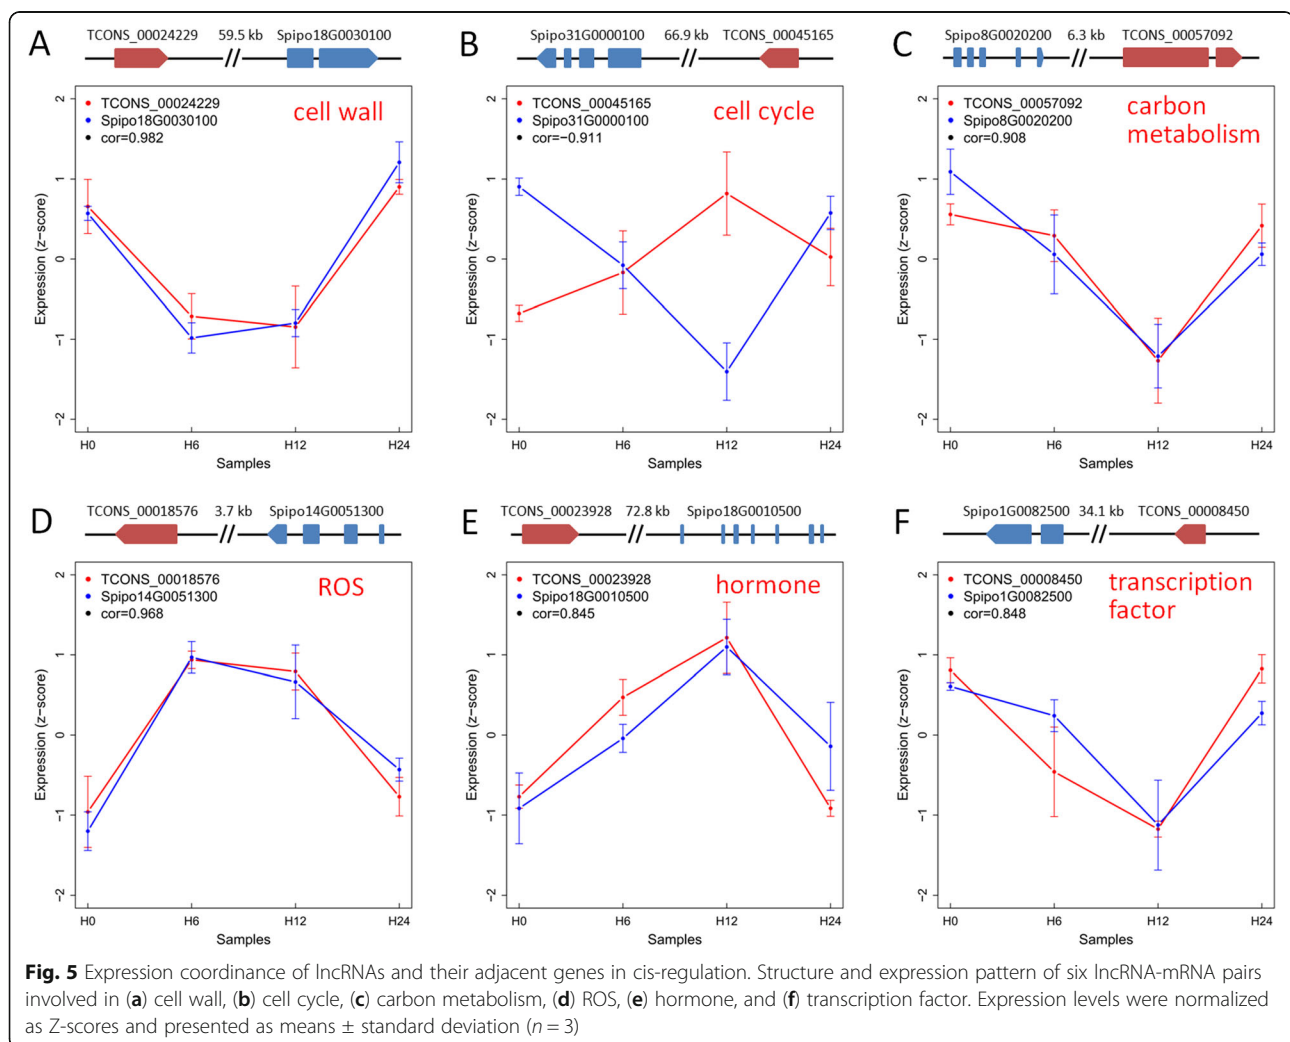 A
TCONS_00024229 59.5 kb Spipo18G0030100
TCONS_00024229
Spipo18G0030100
cor=0.982
cell wall
Expression (z−score)
2
1
0
−1
−2
H0 H6 H12 H24
Samples
B
Spipo31G0000100 66.9 kb TCONS_00045165
TCONS_00045165
Spipo31G0000100
cor=−0.911
cell cycle
Expression (z−score)
2
1
0
−1
−2
H0 H6 H12 H24
Samples
C
Spipo8G0020200 6.3 kb TCONS_00057092
TCONS_00057092
Spipo8G0020200
cor=0.908
carbon
metabolism
Expression (z−score)
2
1
0
−1
−2
H0 H6 H12 H24
Samples
D
TCONS_00018576 3.7 kb Spipo14G0051300
TCONS_00018576
Spipo14G0051300
cor=0.968
ROS
Expression (z−score)
2
1
0
−1
−2
H0 H6 H12 H24
Samples
E
TCONS_00023928 72.8 kb Spipo18G0010500
TCONS_00023928
Spipo18G0010500
cor=0.845
hormone
Expression (z−score)
2
1
0
−1
−2
H0 H6 H12 H24
Samples
F
Spipo1G0082500 34.1 kb TCONS_00008450
TCONS_00008450
Spipo1G0082500
cor=0.848
transcription
factor
Expression (z−score)
2
1
0
−1
−2
H0 H6 H12 H24
Samples
Fig. 5 Expression coordinance of lncRNAs and their adjacent genes in cis-regulation. Structure and expression pattern of six lncRNA-mRNA pairs
involved in (a) cell wall, (b) cell cycle, (c) carbon metabolism, (d) ROS, (e) hormone, and (f) transcription factor. Expression levels were normalized
as Z-scores and presented as means ± standard deviation (n = 3)